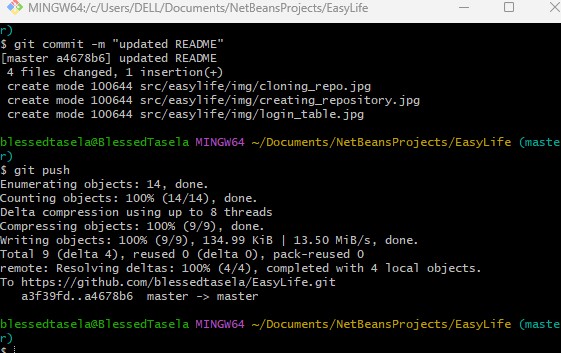 MINGW64:/c/Users/DELL/Documents/NetBeansProjects/EasyLife
r)
$ git commit -m "updated README"
[master a4678b6] updated README
 4 files changed, 1 insertion(+)
 create mode 100644 src/easylife/img/cloning_repo.jpg
 create mode 100644 src/easylife/img/creating_repository.jpg
 create mode 100644 src/easylife/img/login_table.jpg
blessedtasela@BlessedTasela MINGW64 ~/Documents/NetBeansProjects/EasyLife (maste
r)
$ git push
Enumerating objects: 14, done.
Counting objects: 100% (14/14), done.
Delta compression using up to 8 threads
Compressing objects: 100% (9/9), done.
Writing objects: 100% (9/9), 134.99 KiB | 13.50 MiB/s, done.
Total 9 (delta 4), reused 0 (delta 0), pack-reused 0
remote: Resolving deltas: 100% (4/4), completed with 4 local objects.
To https://github.com/blessedtasela/EasyLife.git
   a3f39fd..a4678b6  master -> master
blessedtasela@BlessedTasela MINGW64 ~/Documents/NetBeansProjects/EasyLife (maste
r)
$